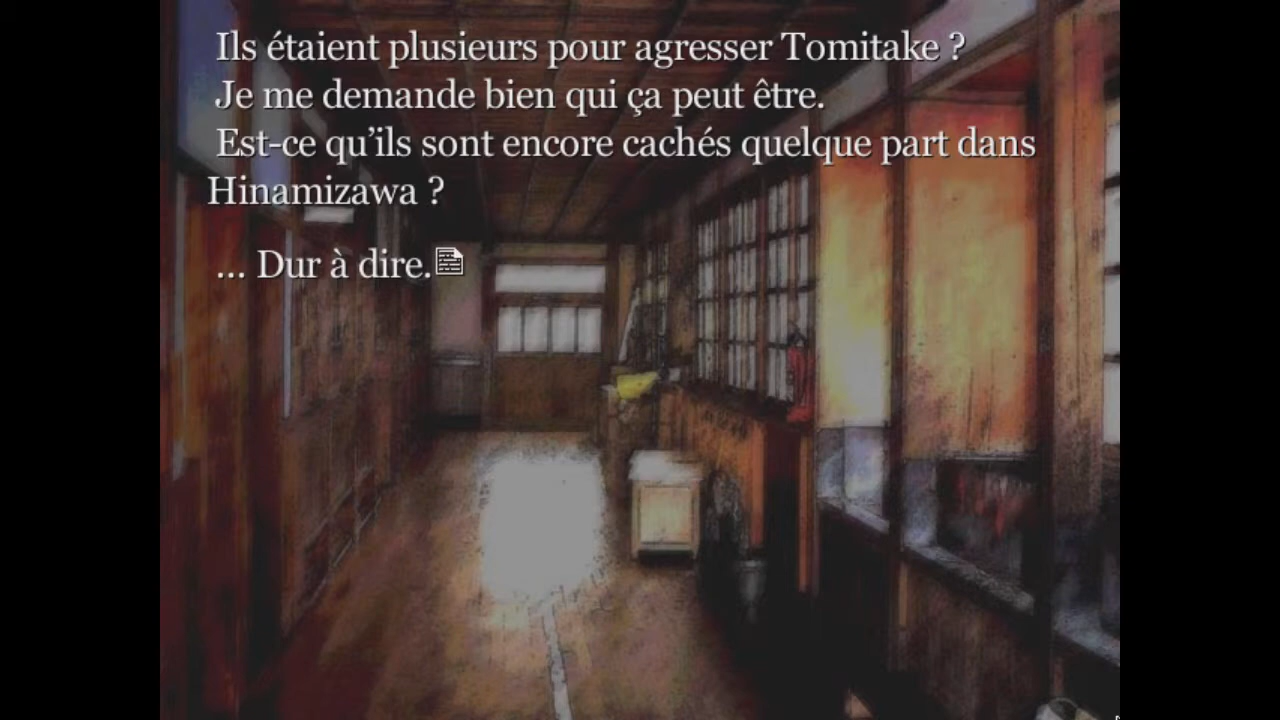 Ils étaient plusieurs pour agresser Tomitake ?
Je me demande bien qui ça peut être.
Est-ce qu’ils sont encore cachés quelque part dans
Hinamizawa ?
... Dur à dire.